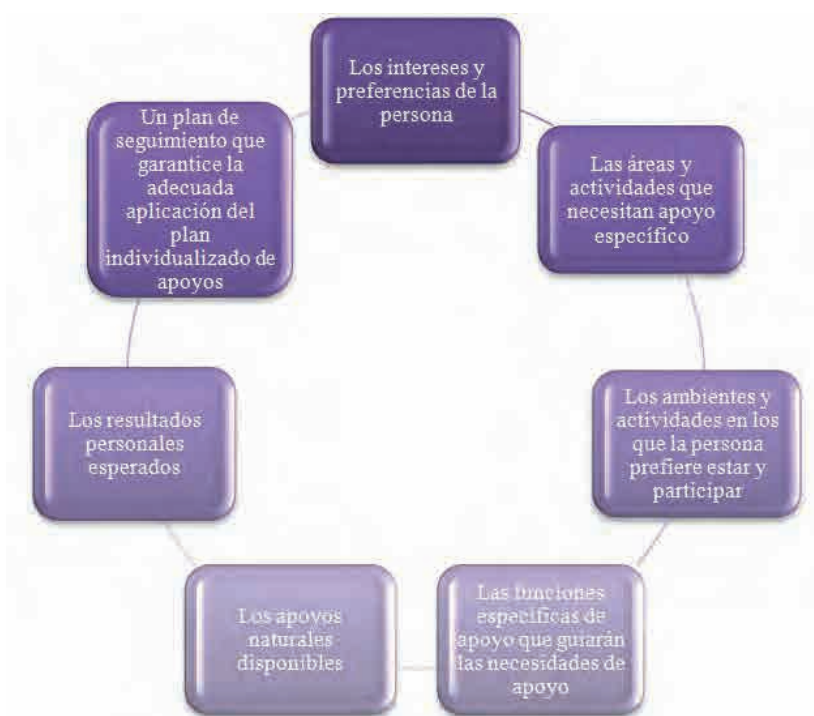 Los intereses y
preferencias de la
persona
Las áreas y
actividades que
necesitan apoyo
específico
Los ambientes y
actividades en los
que la persona
prefiere estar y
participar
Las funciones
específicas de
apoyo que guiarán
las necesidades de
apoyo
Los apoyos
naturales
disponibles
Los resultados
personales
esperados
Un plan de
seguimiento que
garantice la
adecuada
aplicación del
plan
individualizado de
apoyos